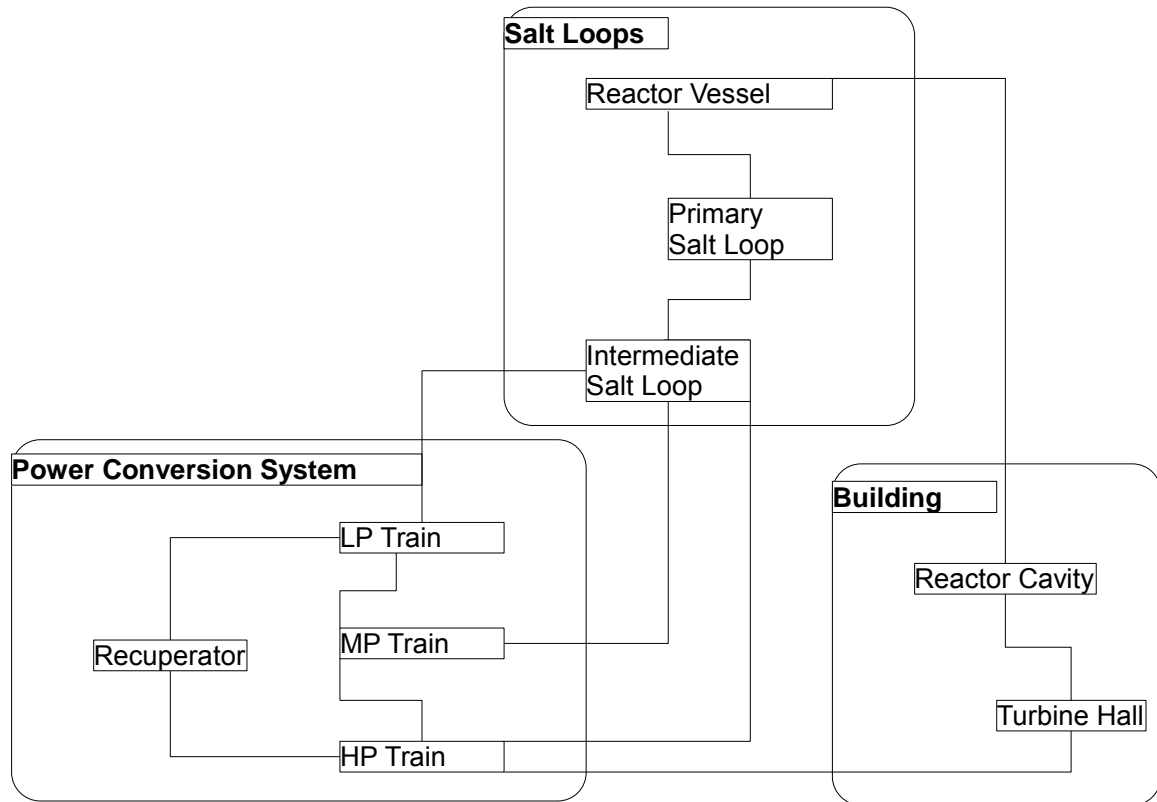 Salt Loops
Reactor Vessel
Primary
Salt Loop
Intermediate
Salt Loop
Power Conversion System
LP Train
MP Train
Recuperator
HP Train
Building
Reactor Cavity
Turbine Hall